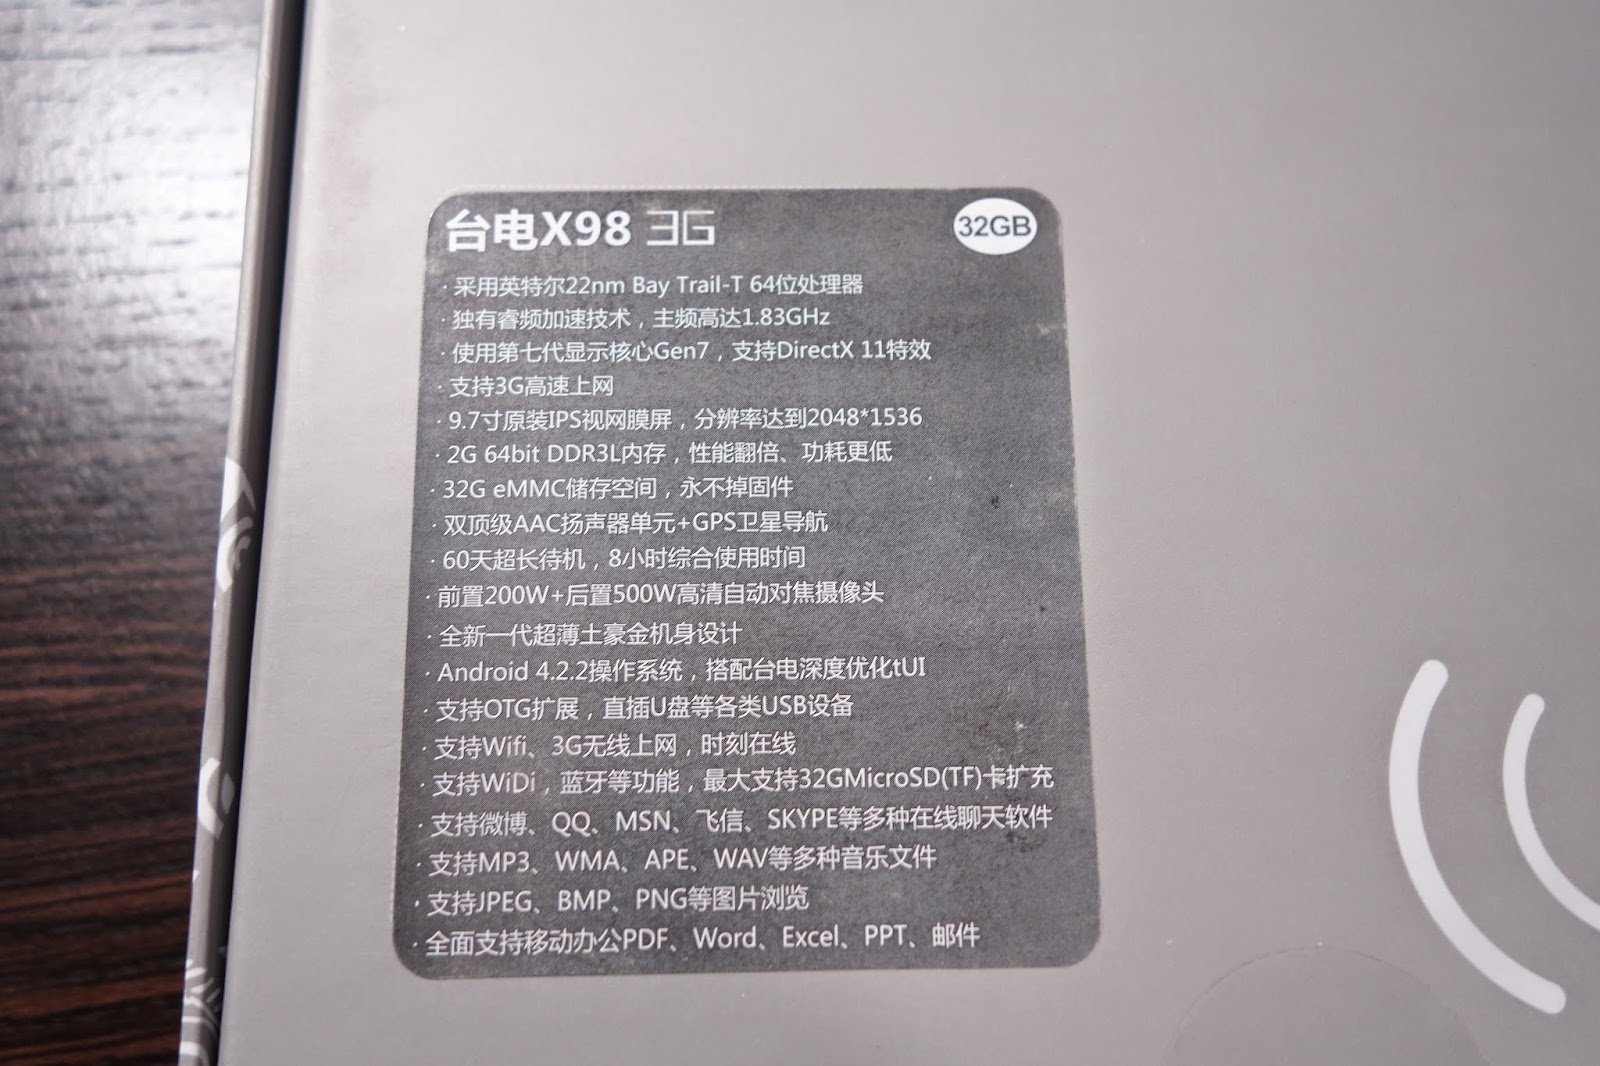 台电X98 3G
32GB
· 采用英特尔22nm Bay Trail-T 64位处理器
· 独有睿频加速技术，主频高达1.83GHz
· 使用第七代显示核心Gen7，支持DirectX 11特效
· 支持3G高速上网
· 9.7寸原装IPS视网膜屏，分辨率达到2048*1536
· 2G 64bit DDR3L内存，性能翻倍、功耗更低
· 32G eMMC储存空间，永不掉固件
· 双顶级AAC扬声器单元+GPS卫星导航
· 60天超长待机，8小时综合使用时间
· 前置200W+后置500W高清自动对焦摄像头
· 全新一代超薄土豪金机身设计
· Android 4.2.2操作系统，搭配台电深度优化tUI
· 支持OTG扩展，直插U盘等各类USB设备
· 支持Wifi、3G无线上网，时刻在线
· 支持WiDi，蓝牙等功能，最大支持32GMicroSD(TF)卡扩充
· 支持微博、QQ、MSN、飞信、SKYPE等多种在线聊天软件
· 支持MP3、WMA、APE、WAV等多种音乐文件
· 支持JPEG、BMP、PNG等图片浏览
· 全面支持移动办公PDF、Word、Excel、PPT、邮件